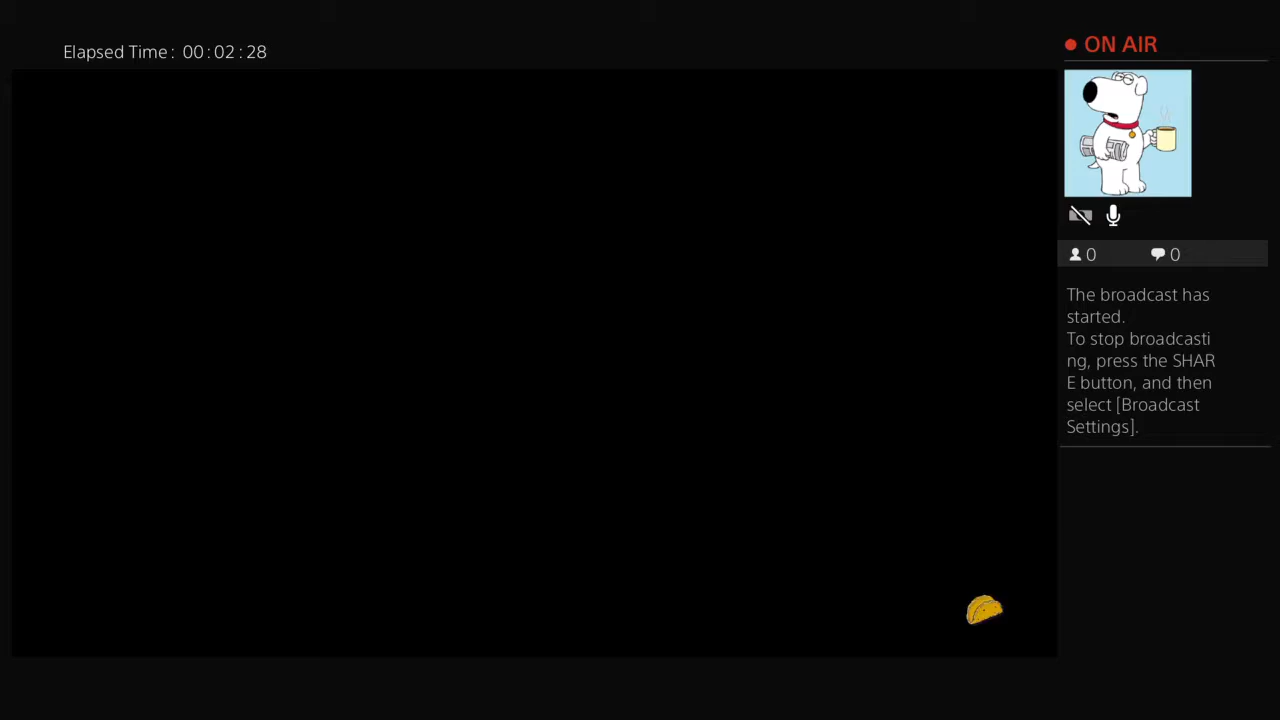 Elapsed Time: 00:02:28
ON AIR
0
0
The broadcast has
started.
To stop broadcasti
ng, press the SHAR
E button, and then
select [Broadcast
Settings].